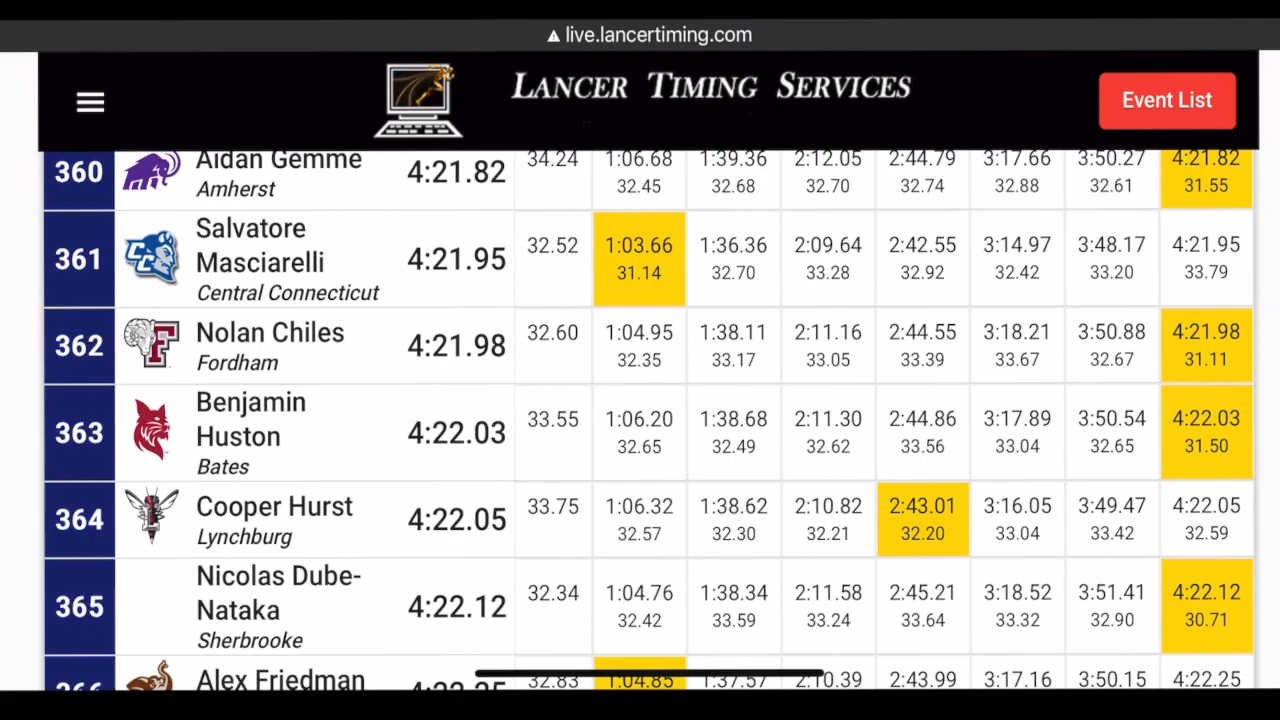 live.lancertiming.com
LANCER TIMING SERVICES
Event List
360 Aidan Gemme 4:21.82 34.24 1:06.68 1:39.36 2:12.05 2:44.79 3:17.66 3:50.27 4:21.82
Amherst 32.45 32.68 32.70 32.74 32.88 32.61 31.55
361 Salvatore Masciarelli 4:21.95 32.52 1:03.66 1:36.36 2:09.64 2:42.55 3:14.97 3:48.17 4:21.95
Central Connecticut 31.14 32.70 33.28 32.92 32.42 33.20 33.79
362 Nolan Chiles 4:21.98 32.60 1:04.95 1:38.11 2:11.16 2:44.55 3:18.21 3:50.88 4:21.98
Fordham 32.35 33.17 33.05 33.39 33.67 32.67 31.11
363 Benjamin Huston 4:22.03 33.55 1:06.20 1:38.68 2:11.30 2:44.86 3:17.89 3:50.54 4:22.03
Bates 32.65 32.49 32.62 33.56 33.04 32.65 31.50
364 Cooper Hurst 4:22.05 33.75 1:06.32 1:38.62 2:10.82 2:43.01 3:16.05 3:49.47 4:22.05
Lynchburg 32.57 32.30 32.21 32.20 33.04 33.42 32.59
365 Nicolas Dube-Nataka 4:22.12 32.34 1:04.76 1:38.34 2:11.58 2:45.21 3:18.52 3:51.41 4:22.12
Sherbrooke 32.42 33.59 33.24 33.64 33.32 32.90 30.71
366 Alex Friedman 4:22.25 32.83 1:04.85 1:37.57 2:10.39 2:43.99 3:17.16 3:50.15 4:22.25